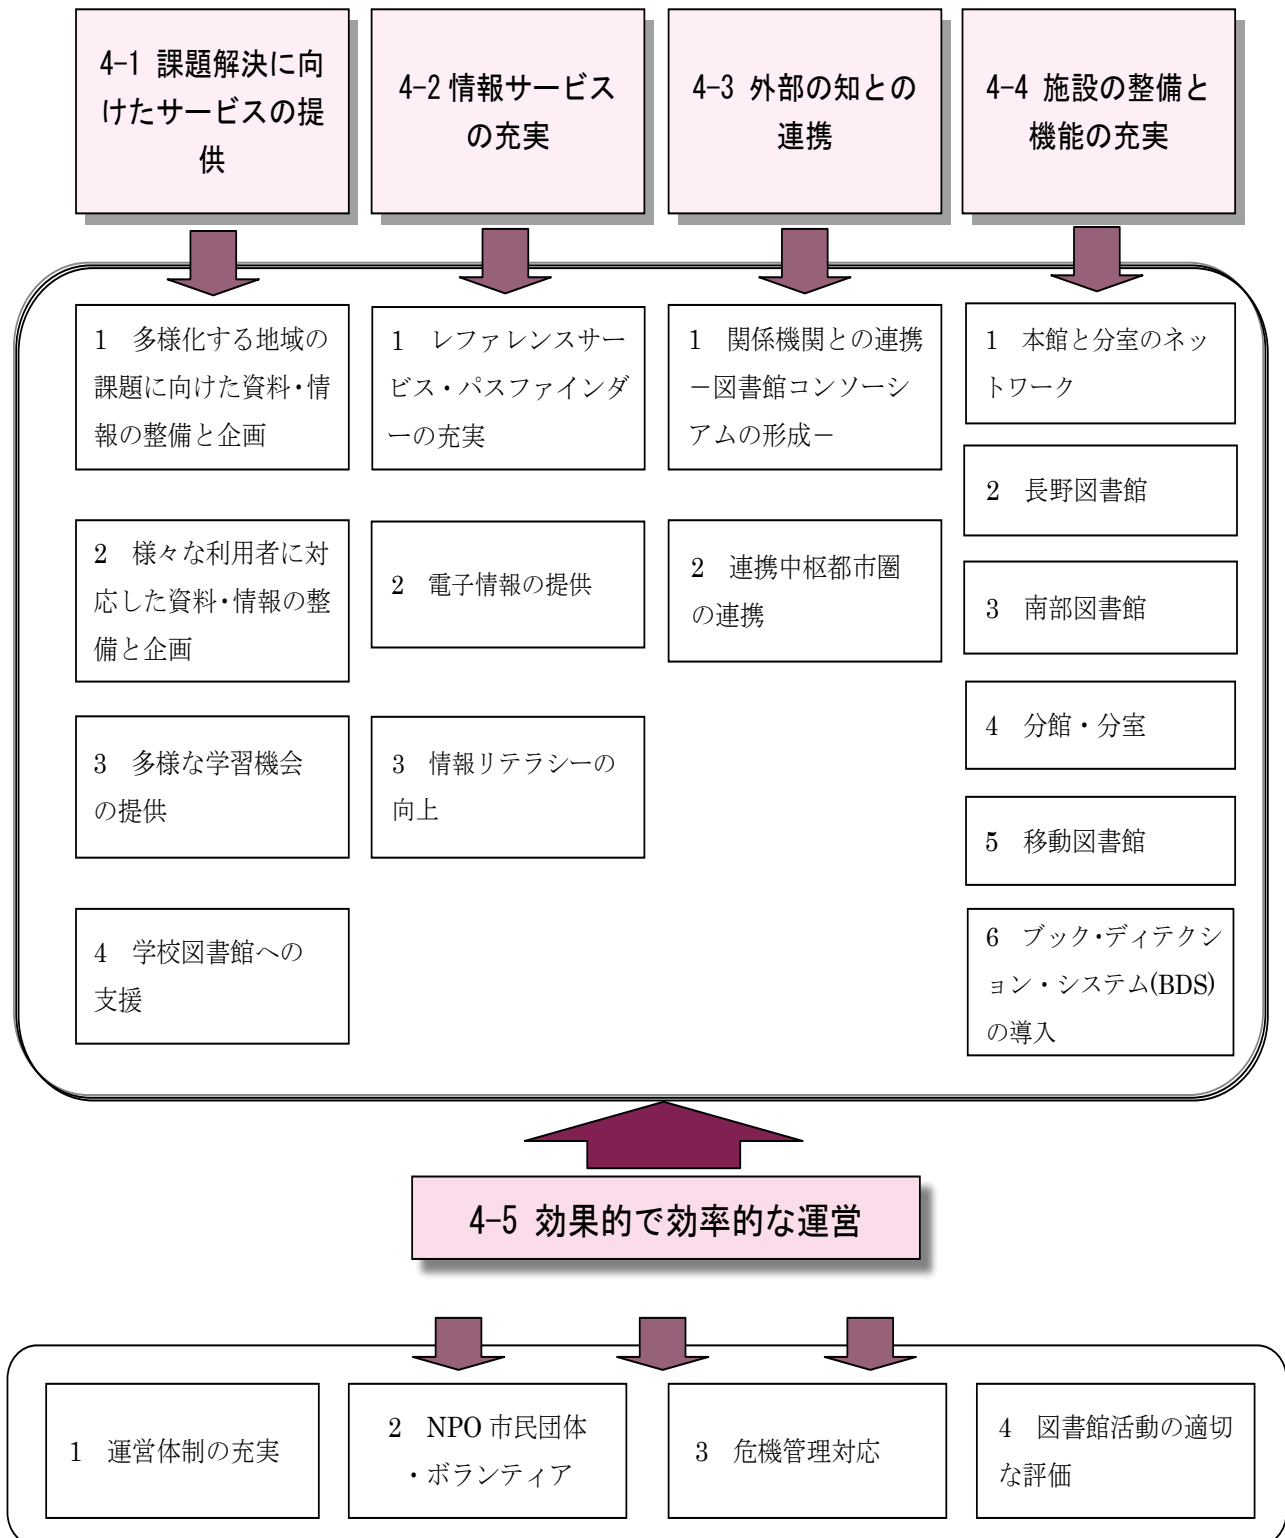 4-1 課題解決に向
けたサービスの提
供
4-2 情報サービス
の充実
4-3 外部の知との
連携
4-4 施設の整備と
機能の充実
1 多様化する地域の
課題に向けた資料・情
報の整備と企画
2 様々な利用者に対
応した資料・情報の整
備と企画
3 多様な学習機会
の提供
4 学校図書館への
支援
1 レファレンスサー
ビス・パスファインダ
ーの充実
2 電子情報の提供
3 情報リテラシーの
向上
1 関係機関との連携
－図書館コンソーシ
アムの形成－
2 連携中枢都市圏
の連携
1 本館と分室のネッ
トワーク
2 長野図書館
3 南部図書館
4 分館・分室
5 移動図書館
6 ブック・ディテクシ
ョン・システム(BDS)
の導入
4-5 効果的で効率的な運営
1 運営体制の充実
2 NPO 市民団体
・ボランティア
3 危機管理対応
4 図書館活動の適切
な評価